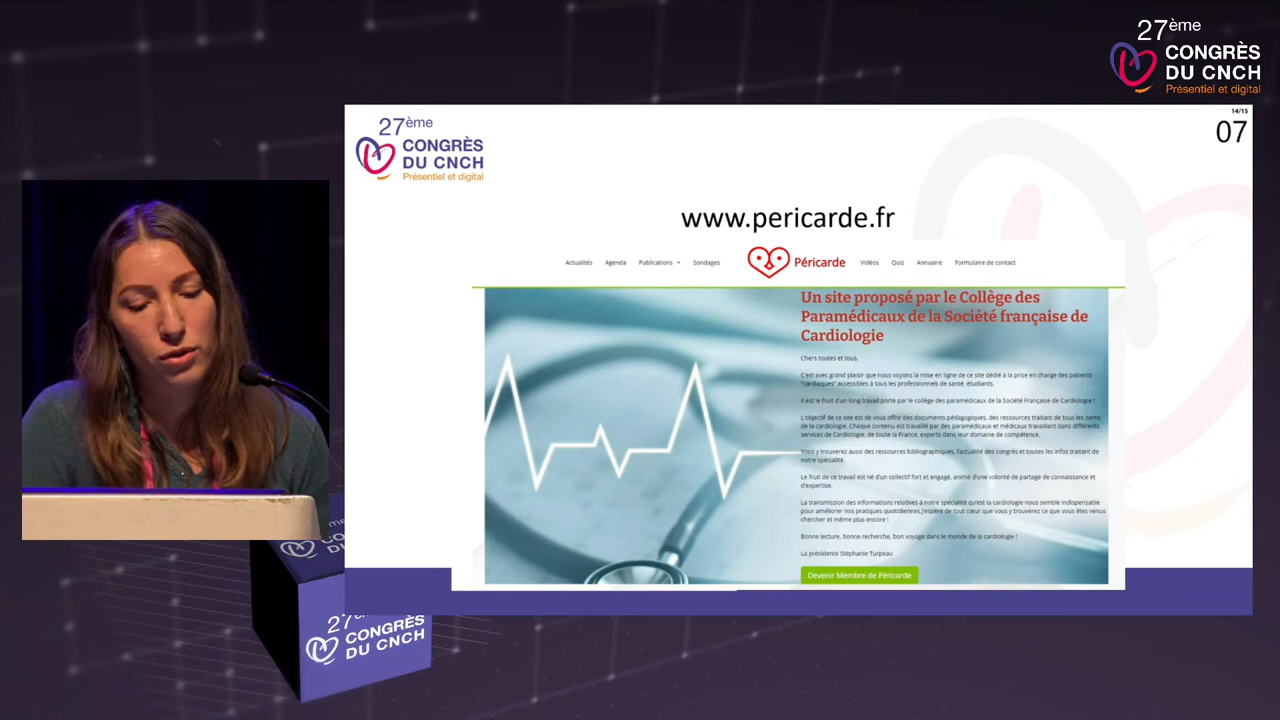 27ème
CONGRÈS
DU CNCH
Présentiel et digital
27ème
CONGRÈS
DU CNCH
Présentiel et digital
14/15
07
www.pericarde.fr
Actualités Agenda Publications Sondages Péricarde Vidéos Quiz Annuaire Formulaire de contact
Un site proposé par le Collège des
Paramédicaux de la Société française de
Cardiologie
Chers toutes et tous,
C'est avec grand plaisir que nous voyons la mise en ligne de ce site dédié à la prise en charge des patients
"cardiaques" accessibles à tous les professionnels de santé, étudiants.
Il est le fruit d'un long travail porté par le collège des paramédicaux de la Société Française de Cardiologie !
L'objectif de ce site est de vous offrir des documents pédagogiques, des ressources traitant de tous les items
de la cardiologie. Chaque contenu est travaillé par des paramédicaux et médicaux travaillant dans différents
services de Cardiologie, de toute la France, experts dans leur domaine de compétence.
Vous y trouverez aussi des ressources bibliographiques, l'actualité des congrès et toutes les infos traitant de
notre spécialité.
Le fruit de ce travail est né d'un collectif fort et engagé, animé d'une volonté de partage de connaissance et
d'expertise.
La transmission des informations relatives à notre spécialité qu'est la cardiologie nous semble indispensable
pour améliorer nos pratiques quotidiennes.J'espère de tout cœur que vous y trouverez ce que vous êtes venus
chercher et même plus encore !
Bonne lecture, bonne recherche, bon voyage dans le monde de la cardiologie !
La présidente Stéphanie Turpeau
Devenir Membre de Péricarde
27
CONGRÈS
DU CNCH